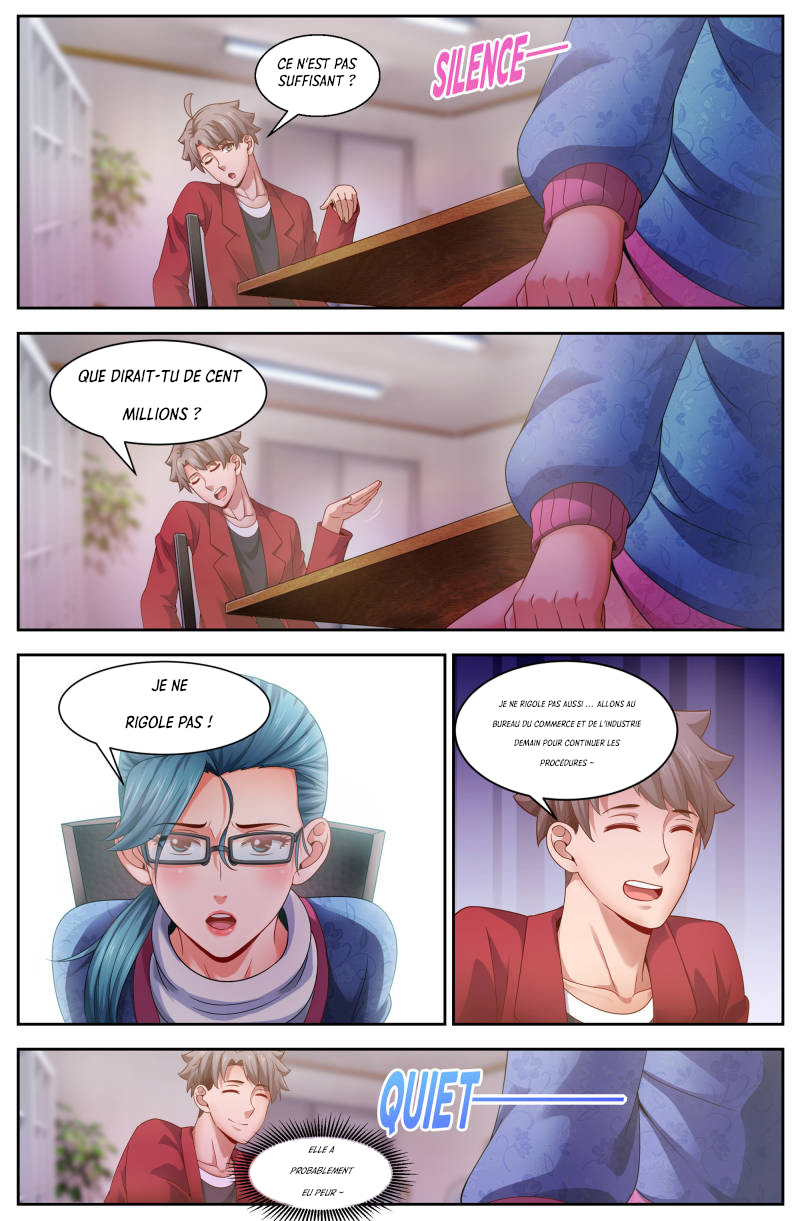 CE N'EST PAS
SUFFISANT ?
SILENCE
QUE DIRAIT-TU DE CENT
MILLIONS ?
JE NE
RIGOLE PAS !
JE NE RIGOLE PAS AUSSI ... ALLONS AU
BUREAU DU COMMERCE ET DE L'INDUSTRIE
DEMAIN POUR CONTINUER LES
PROCÉDURES ~
QUIET
ELLE A
PROBABLEMENT
EU PEUR ~